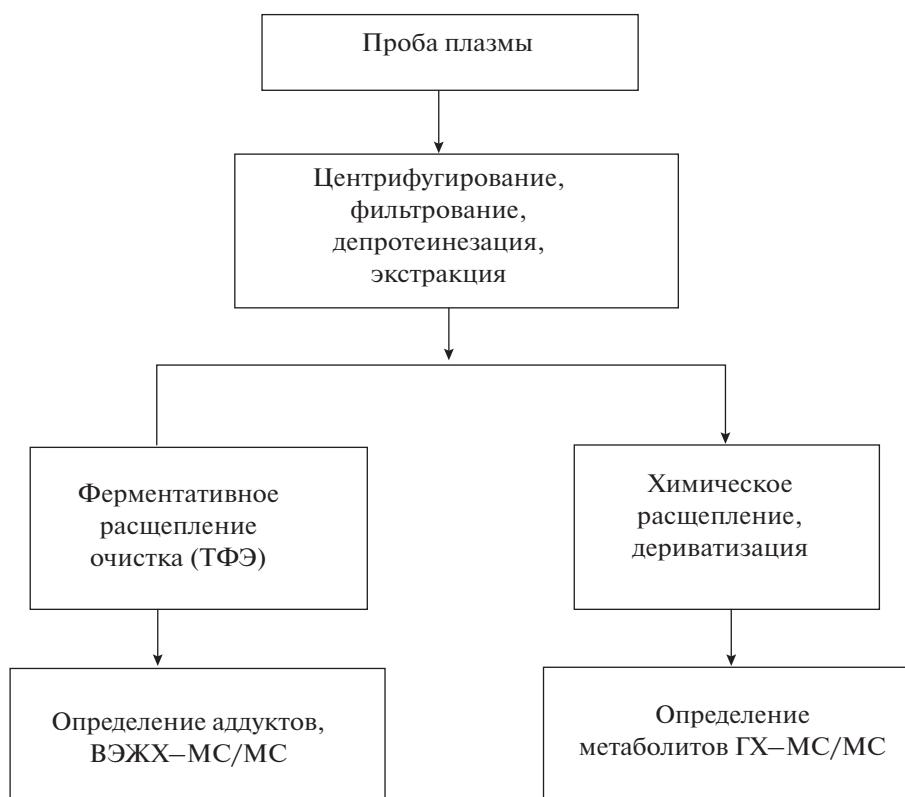 Проба плазмы
Центрифугирование,
фильтрование,
депротеинезация,
экстракция
Ферментативное
расщепление
очистка (ТФЭ)
Химическое
расщепление,
дериватизация
Определение аддуктов,
ВЭЖХ–МС/МС
Определение
метаболитов ГХ–МС/МС